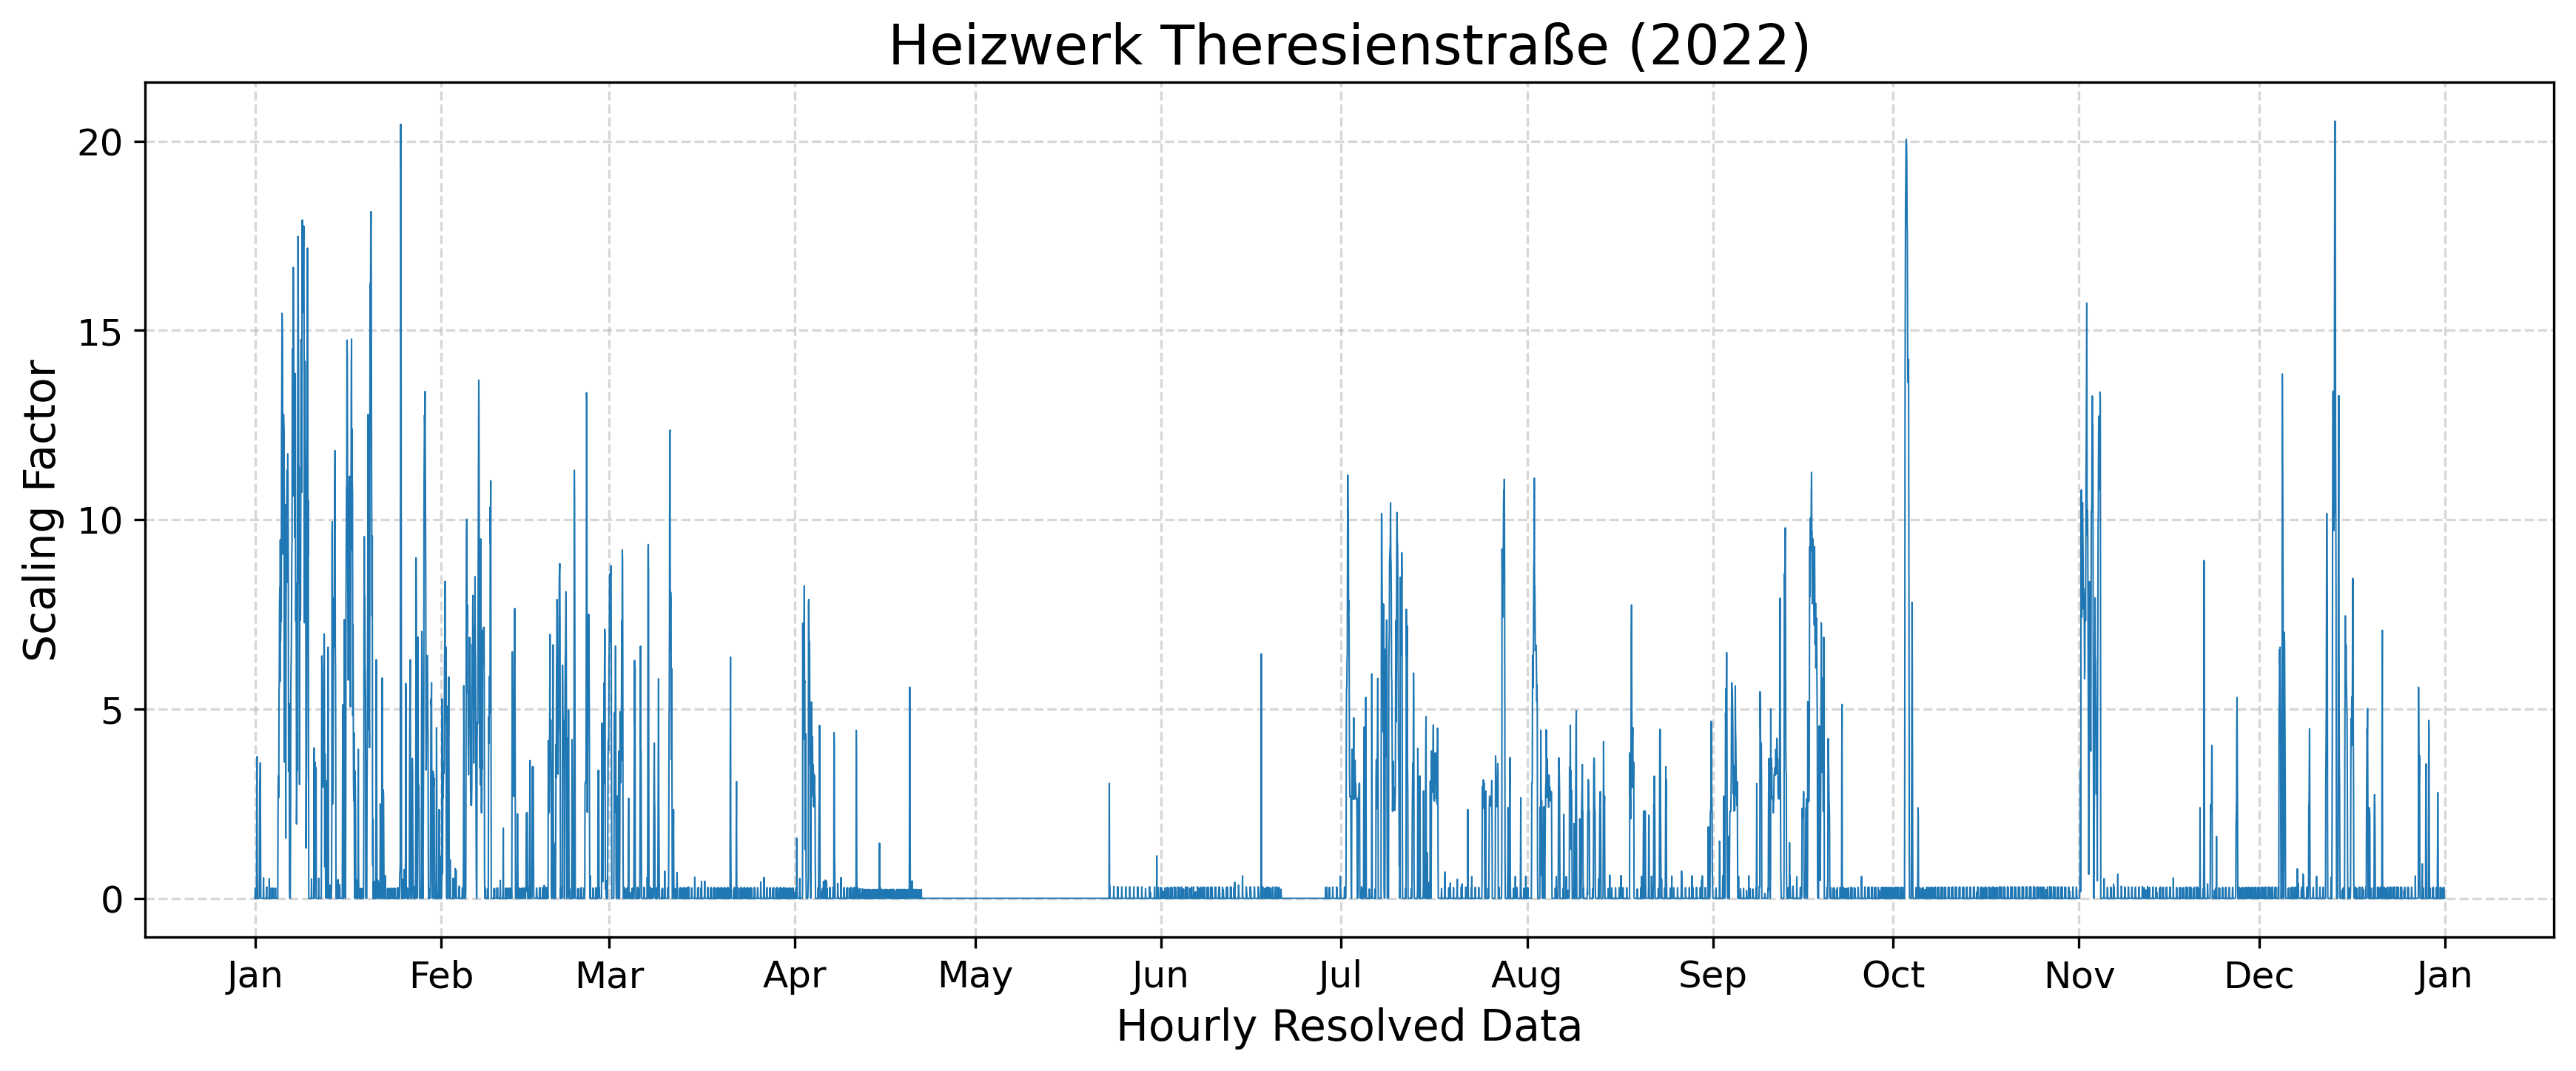 Heizwerk Theresienstraße (2022)
Scaling Factor
20
15
10
5
0
Jan Feb Mar Apr May Jun Jul Aug Sep Oct Nov Dec Jan
Hourly Resolved Data